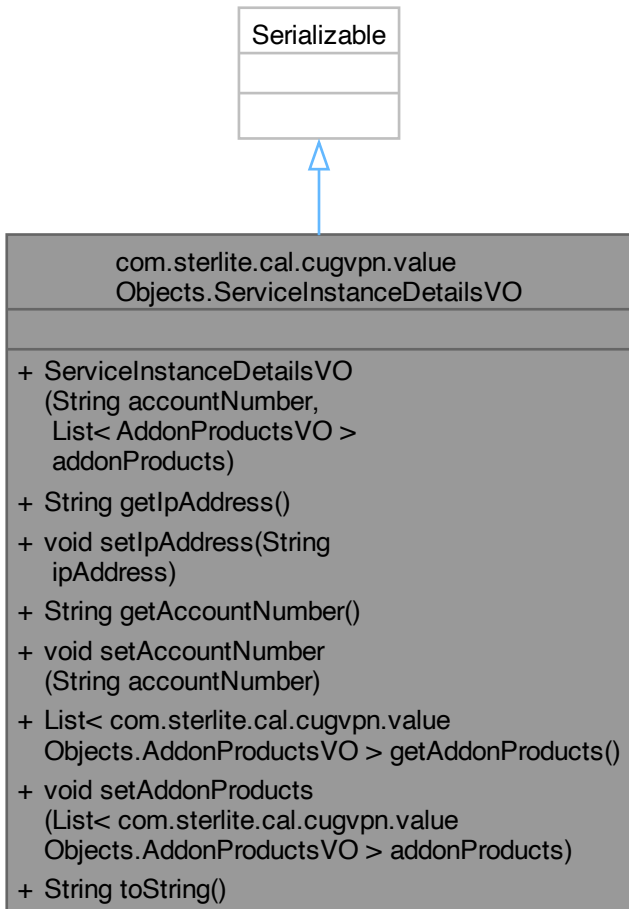 Serializable
com.sterlite.cal.cugvpn.value
Objects.ServiceInstanceDetailsVO
+ ServiceInstanceDetailsVO
(String accountNumber,
List< AddonProductsVO >
addonProducts)
+ String getIpAddress()
+ void setIpAddress(String
ipAddress)
+ String getAccountNumber()
+ void setAccountNumber
(String accountNumber)
+ List< com.sterlite.cal.cugvpn.value
Objects.AddonProductsVO > getAddonProducts()
+ void setAddonProducts
(List< com.sterlite.cal.cugvpn.value
Objects.AddonProductsVO > addonProducts)
+ String toString()